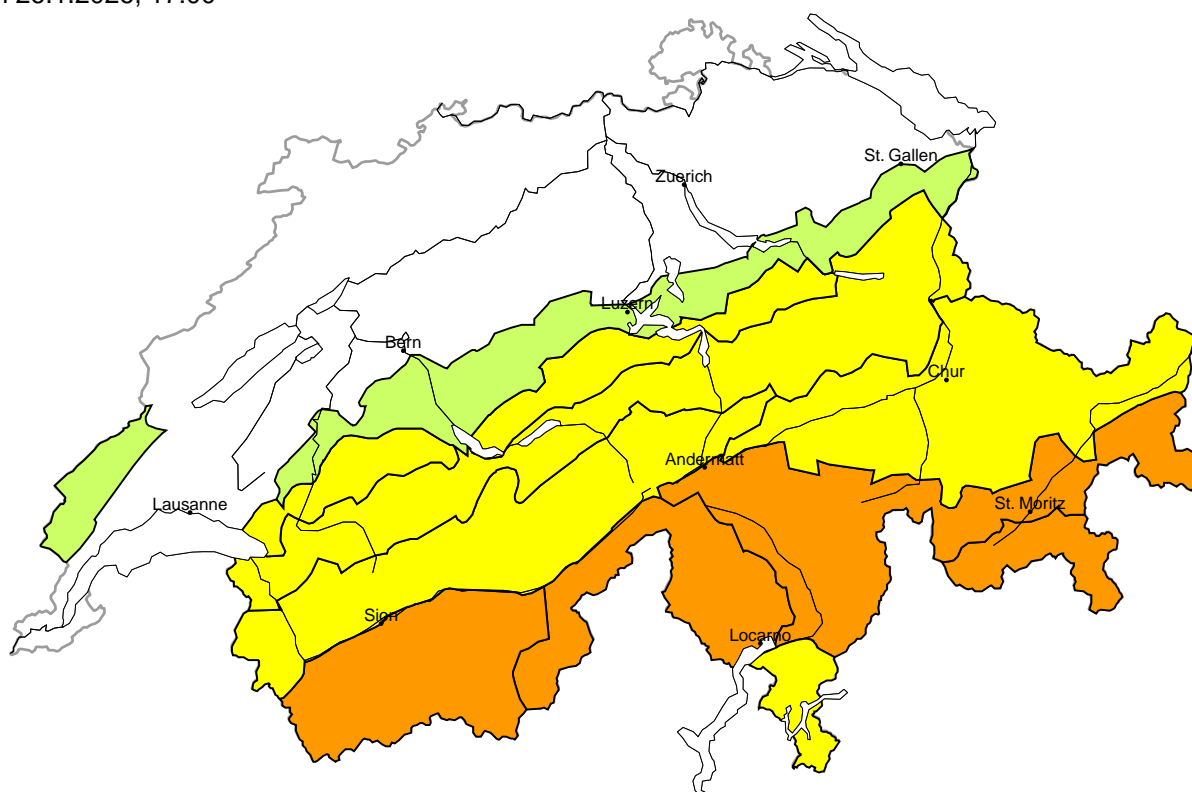 St. Gallen
Zuerich
Luzern
Bern
Chur
Andermatt
Lausanne
St. Moritz
Sion
Locarno